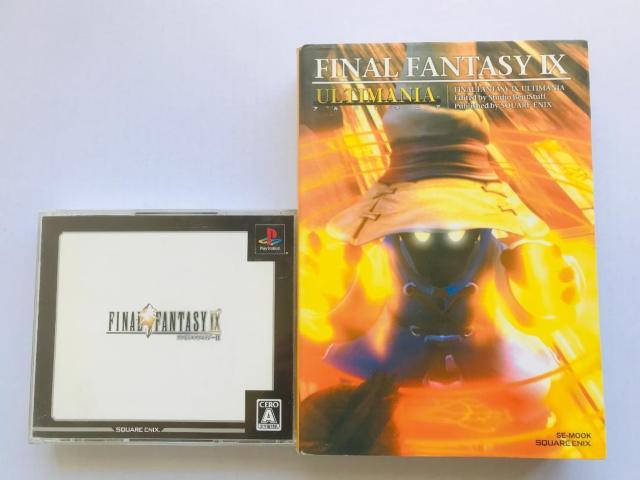 FINAL FANTASY IX
ULTIMANIA
FINAL FANTASY IX ULTIMANIA
Edited by Studio BentStuff
Published by SQUARE ENIX
PlayStation
FINAL FANTASY IX
SQUARE ENIX
CERO
A
SE-MOOK
SQUARE ENIX